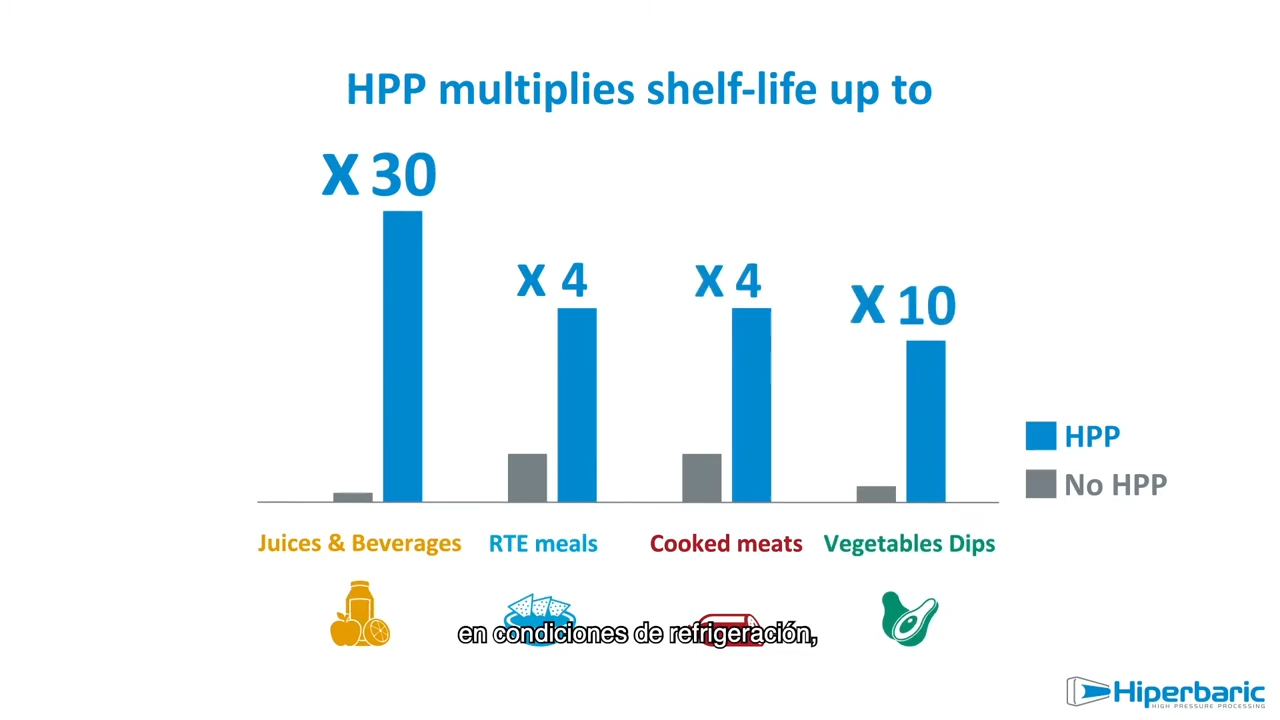 HPP multiplies shelf-life up to
X 30
X 4
X 4
X 10
HPP
No HPP
Juices & Beverages
RTE meals
Cooked meats
Vegetables Dips
en condiciones de refrigeración,
Hiperbaric
HIGH PRESSURE PROCESSING